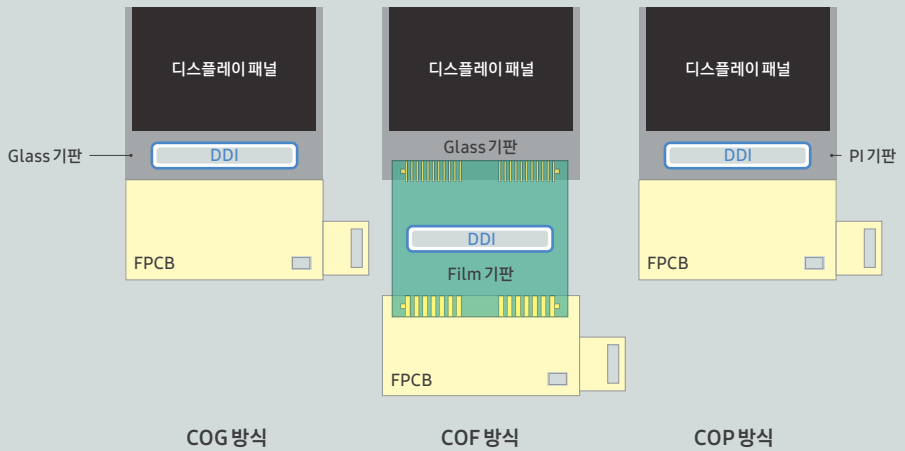 디스플레이 패널
디스플레이 패널
디스플레이 패널
Glass 기판
DDI
Glass 기판
DDI
PI 기판
DDI
Film 기판
FPCB
FPCB
FPCB
COG 방식
COF 방식
COP 방식